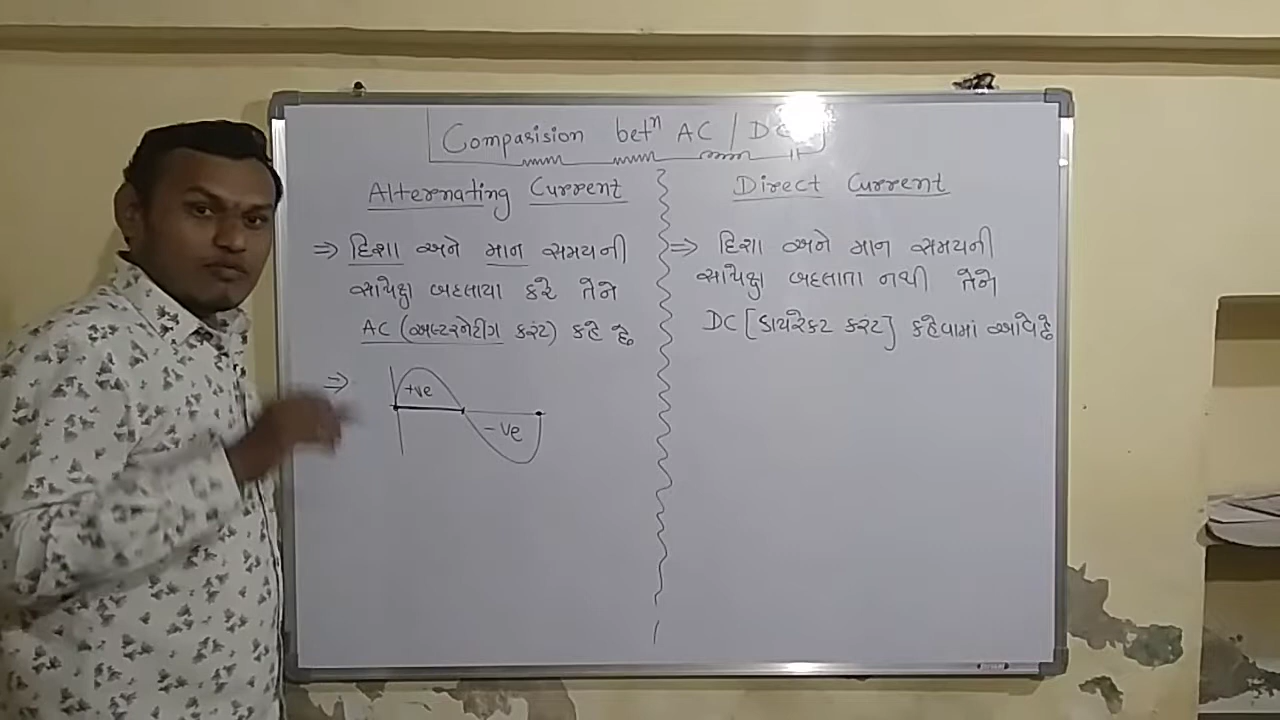 Comparision betⁿ AC / DC
Alternating Current
⇒ દિશા અને માન સમયની
સાપેક્ષ બદલાયા કરે તેને
AC (અલ્ટરનેટીગ કરંટ) કહે છે
⇒ +ve
-ve
Direct Current
⇒ દિશા અને માન સમયની
સાપેક્ષ બદલાતા નથી તેને
DC [ડાયરેકટ કરંટ] કહેવામાં આવે છે